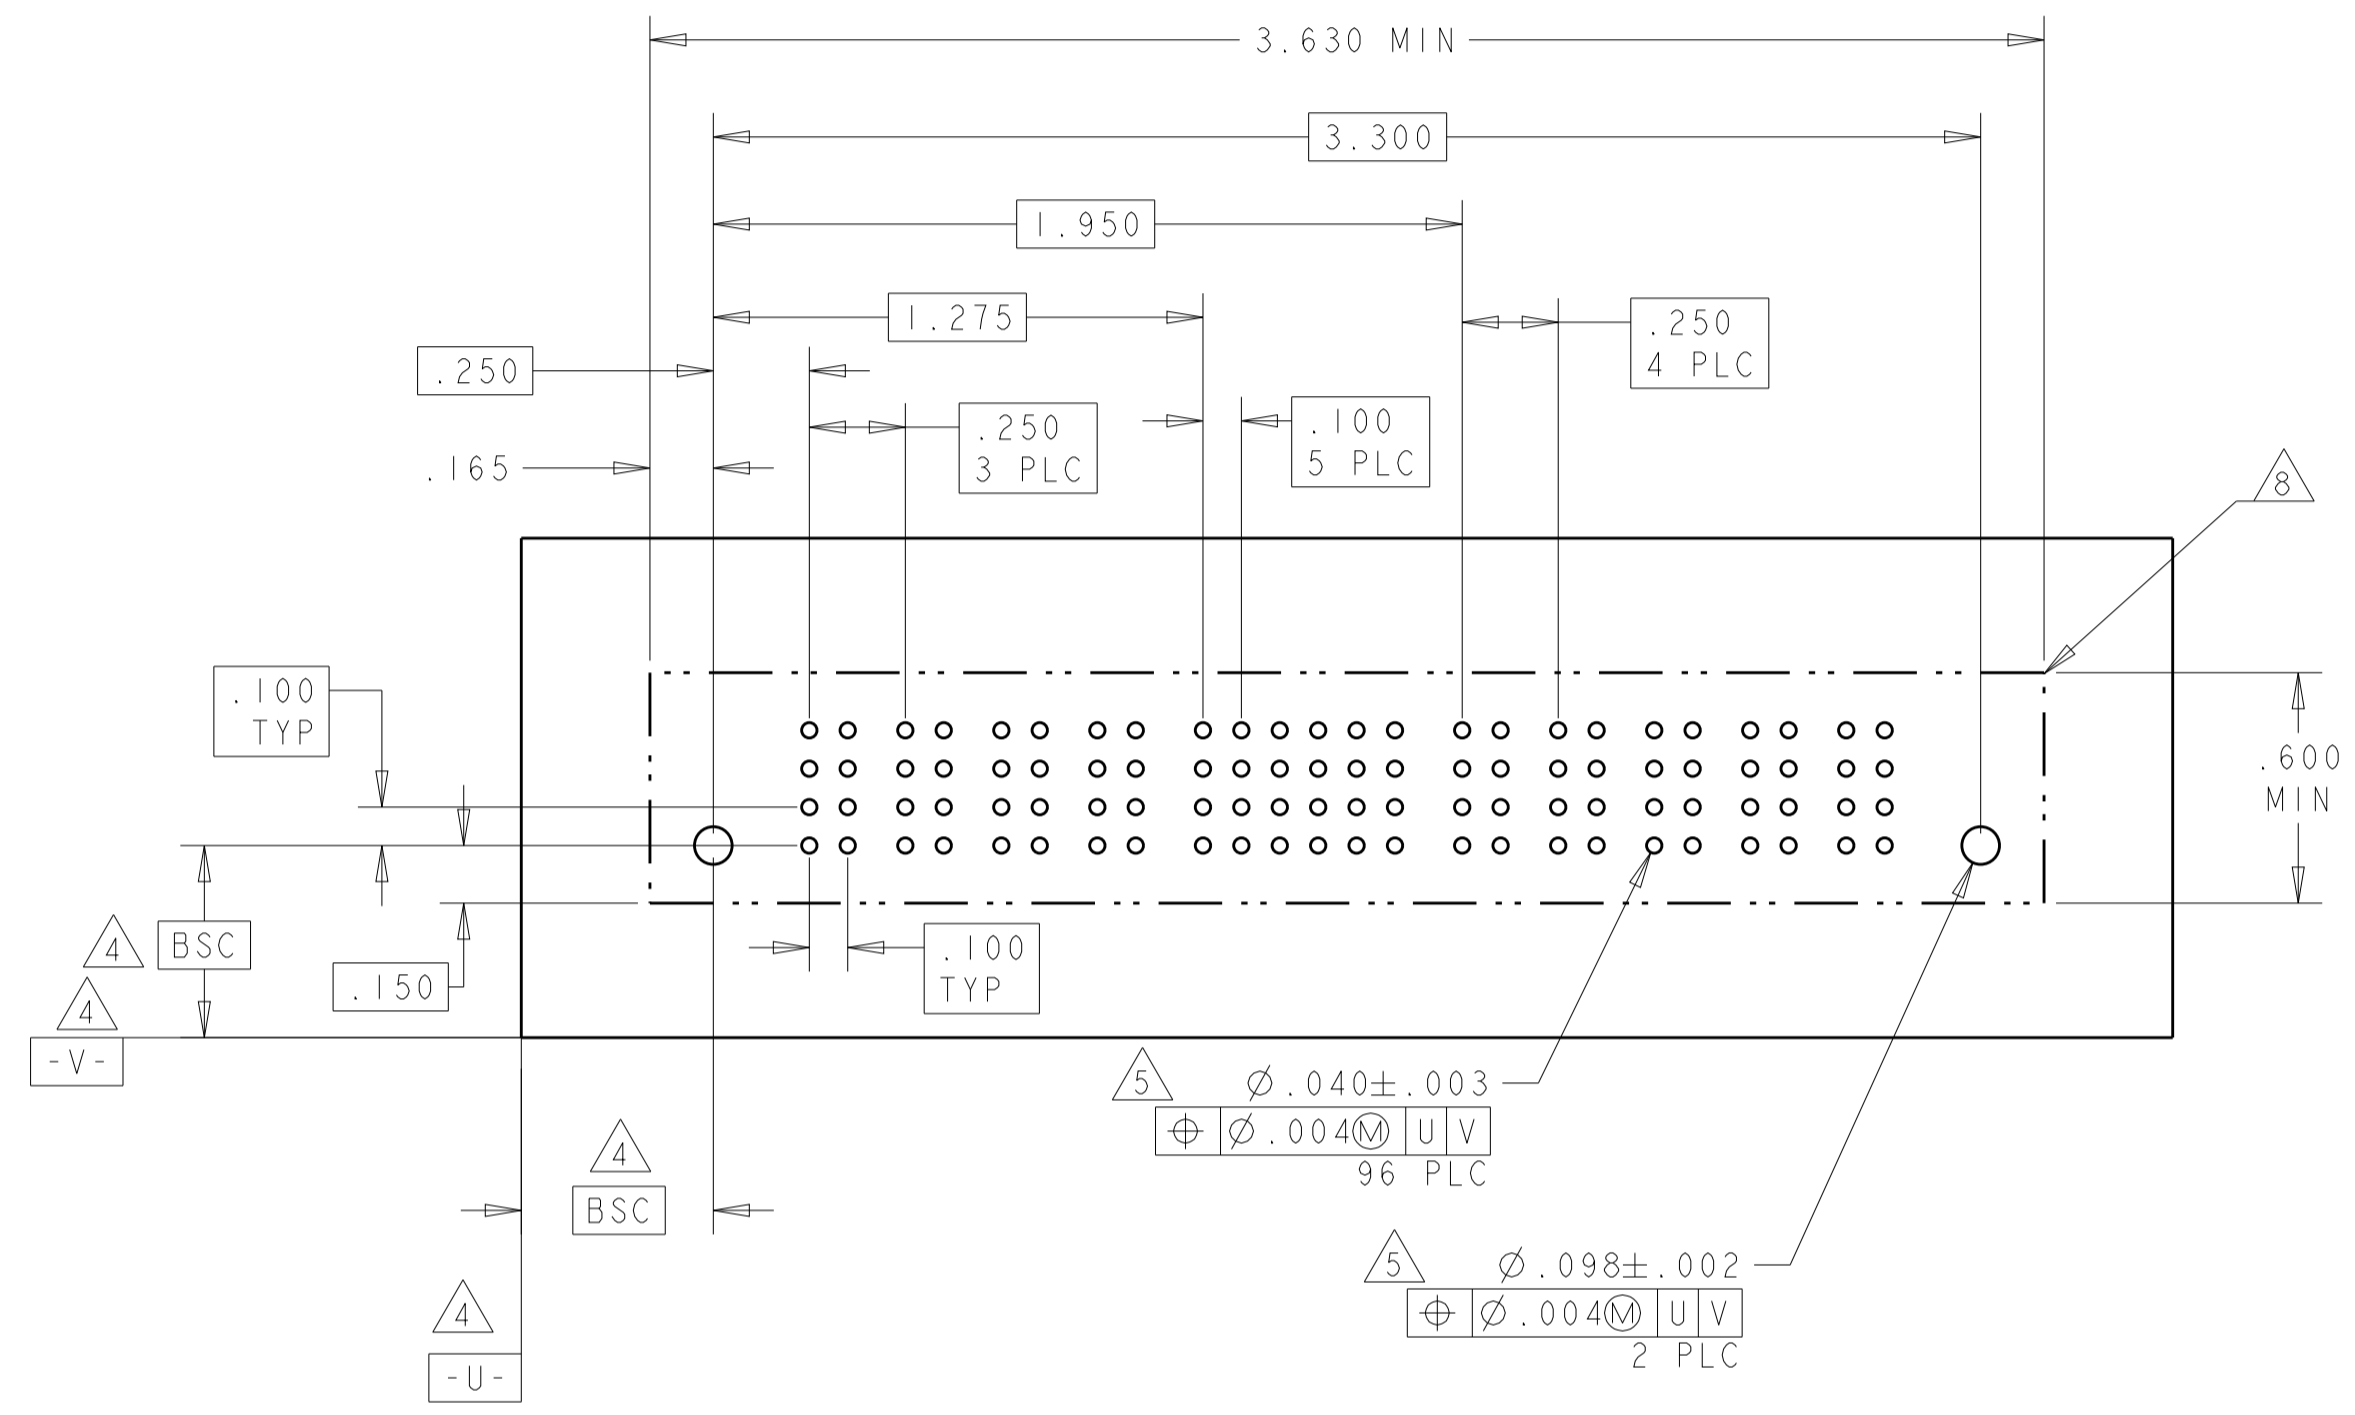 3.630 MIN
3.300
1.950
1.275
.250
4 PLC
.250
.250
3 PLC
.100
5 PLC
.165
8
.100
TYP
.600
MIN
4
BSC
4
-V-
.150
.100
TYP
5
Ø.040±.003
⌖ Ø.004Ⓜ U V
96 PLC
4
BSC
5
Ø.098±.002
⌖ Ø.004Ⓜ U V
2 PLC
4
-U-